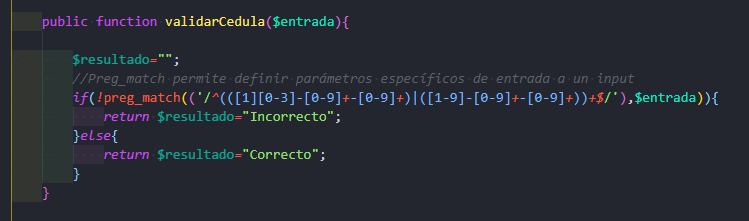 public function validarCedula($entrada){
$resultado="";
//Preg_match permite definir parámetros específicos de entrada a un input
if(!preg_match(('/^(([1][0-3]-[0-9]+-[0-9]+)|([1-9]-[0-9]+-[0-9]+))+$/'),$entrada)){
return $resultado="Incorrecto";
}else{
return $resultado="Correcto";
}
}